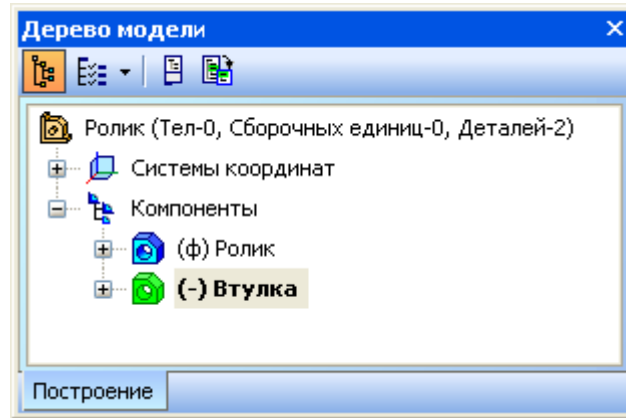 Дерево модели
Ролик (Тел-0, Сборочных единиц-0, Деталей-2)
Системы координат
Компоненты
(ф) Ролик
(-) Втулка
Построение